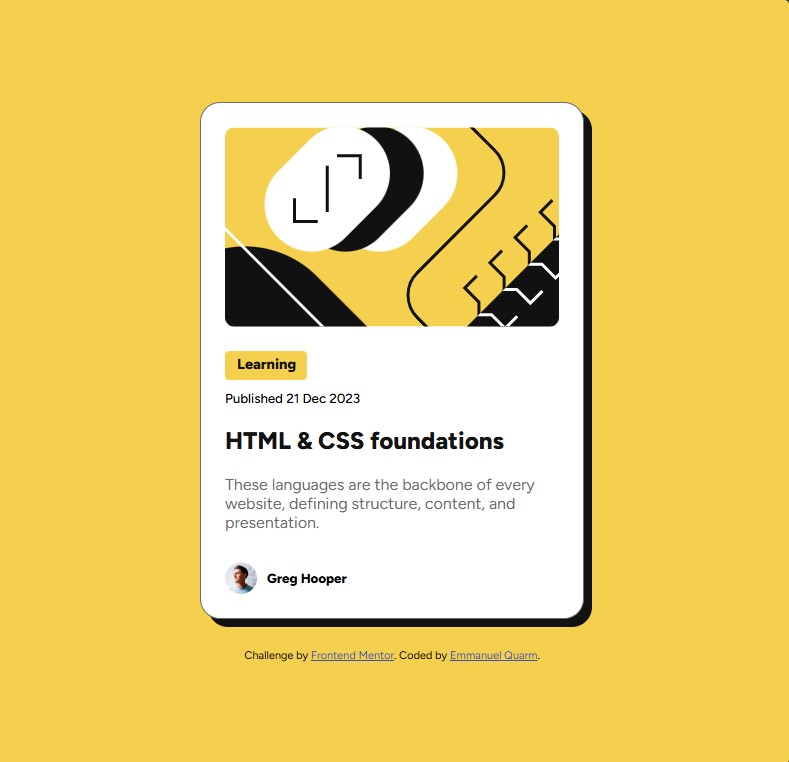 Learning
Published 21 Dec 2023
HTML & CSS foundations
These languages are the backbone of every
website, defining structure, content, and
presentation.
Greg Hooper
Challenge by Frontend Mentor. Coded by Emmanuel Quarm.